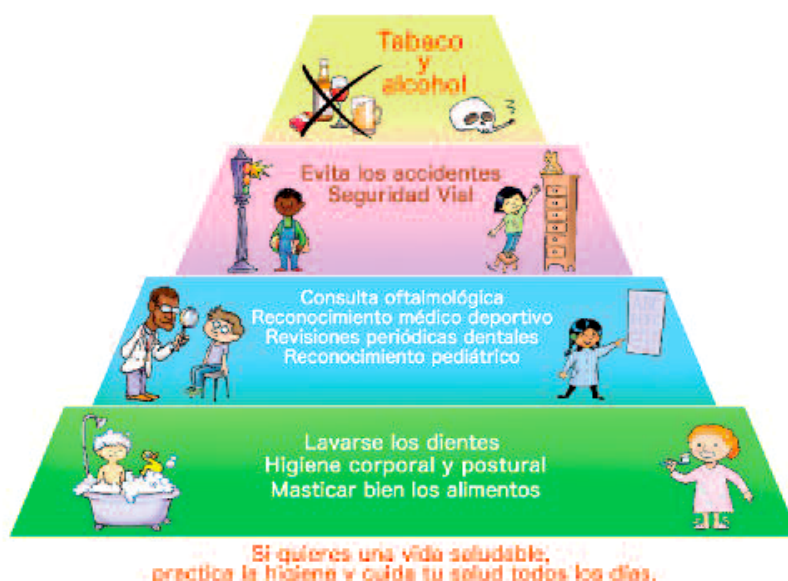 Tabaco
y
alcohol
Evita los accidentes
Seguridad Vial
Consulta oftalmológica
Reconocimiento médico deportivo
Revisiones periódicas dentales
Reconocimiento pediátrico
Lavarse los dientes
Higiene corporal y postural
Masticar bien los alimentos
Si quieres una vida saludable,
practica la higiene y cuida tu salud todos los días.